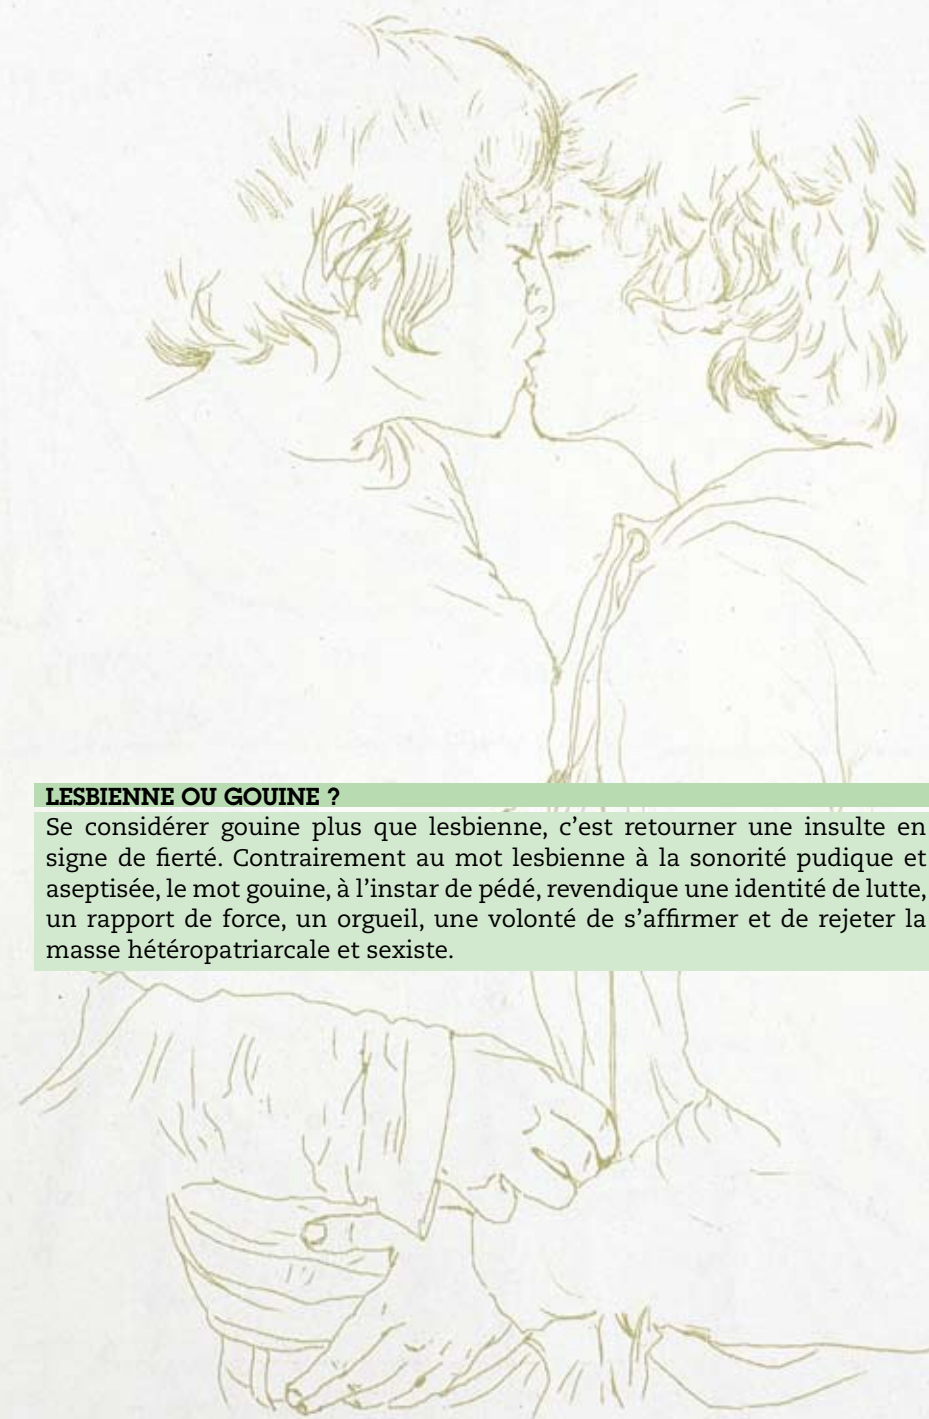 LESBIENNE OU GOUINE ?
Se considérer gouine plus que lesbienne, c’est retourner une insulte en
signe de fierté. Contrairement au mot lesbienne à la sonorité pudique et
aseptisée, le mot gouine, à l’instar de pédé, revendique une identité de lutte,
un rapport de force, un orgueil, une volonté de s’affirmer et de rejeter la
masse hétéropatriarcale et sexiste.